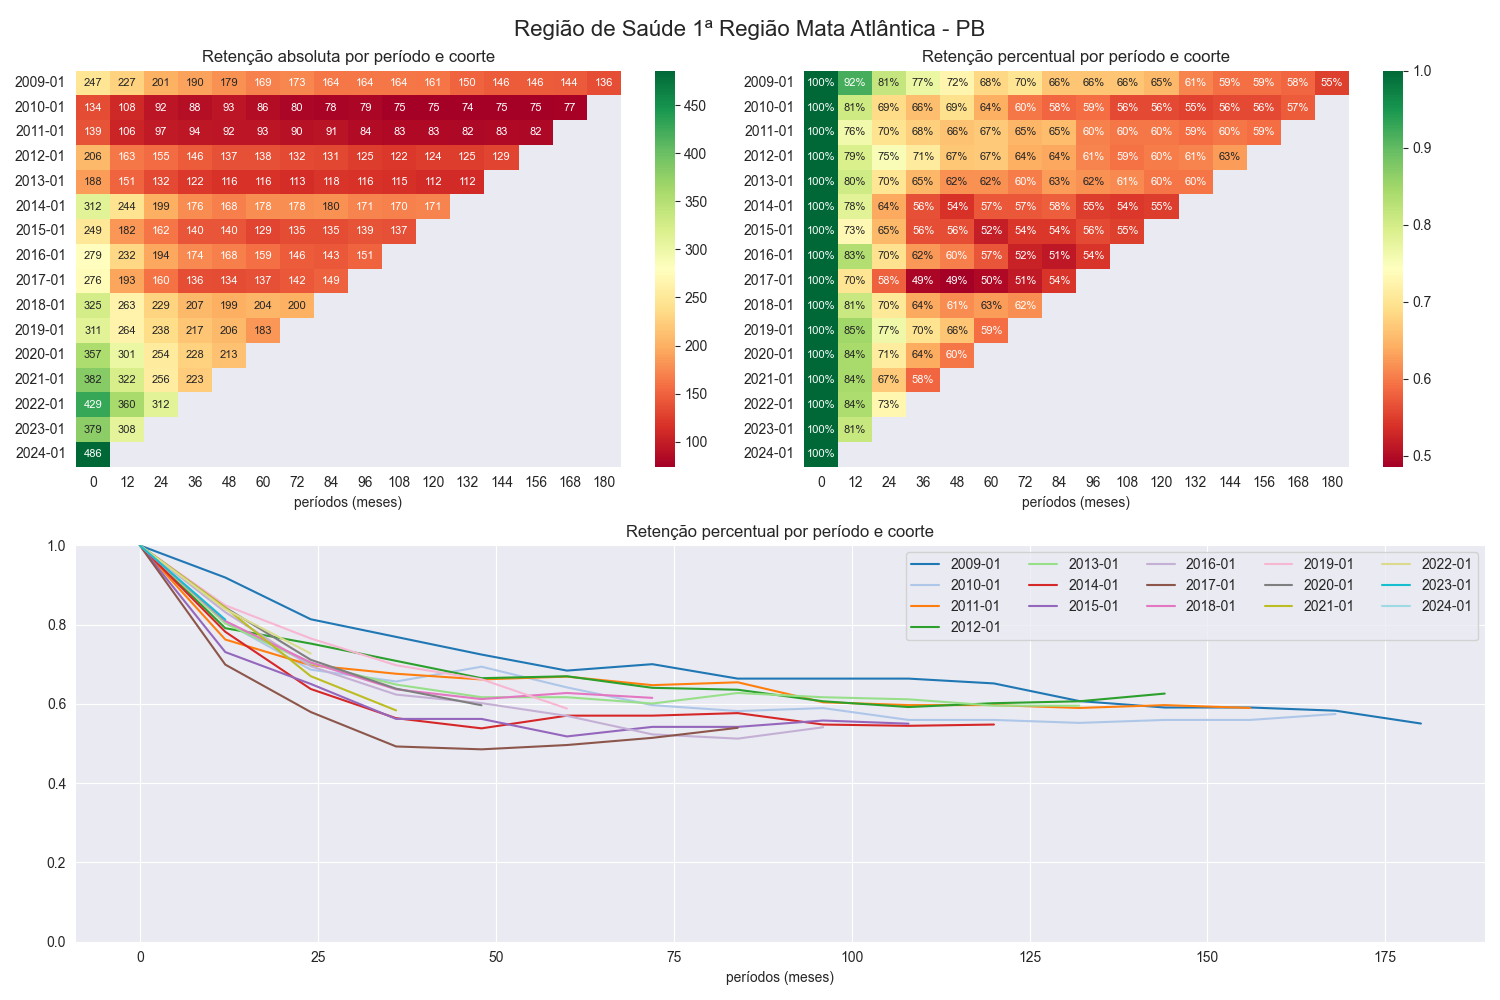 Região de Saúde 1ª Região Mata Atlântica - PB
Retenção absoluta por período e coorte
2009-01 247 227 201 190 179 169 173 164 164 164 161 150 146 146 144 136
2010-01 134 108 92 88 93 86 80 78 79 75 75 74 75 75 77
2011-01 139 106 97 94 92 93 90 91 84 83 83 82 83 82
2012-01 206 163 155 146 137 138 132 131 125 122 124 125 129
2013-01 188 151 132 122 116 116 113 118 116 115 112 112
2014-01 312 244 199 176 168 178 178 180 171 170 171
2015-01 249 182 162 140 140 129 135 135 139 137
2016-01 279 232 194 174 168 159 146 143 151
2017-01 276 193 160 136 134 137 142 149
2018-01 325 263 229 207 199 204 200
2019-01 311 264 238 217 206 183
2020-01 357 301 254 228 213
2021-01 382 322 256 223
2022-01 429 360 312
2023-01 379 308
2024-01 486
0 12 24 36 48 60 72 84 96 108 120 132 144 156 168 180
períodos (meses)
450
400
350
300
250
200
150
100
Retenção percentual por período e coorte
2009-01 100% 92% 81% 77% 72% 68% 70% 66% 66% 66% 65% 61% 59% 59% 58% 55%
2010-01 100% 81% 69% 66% 69% 64% 60% 58% 59% 56% 56% 55% 56% 56% 57%
2011-01 100% 76% 70% 68% 66% 67% 65% 65% 60% 60% 60% 59% 60% 59%
2012-01 100% 79% 75% 71% 67% 67% 64% 64% 61% 59% 60% 61% 63%
2013-01 100% 80% 70% 65% 62% 62% 60% 63% 62% 61% 60% 60%
2014-01 100% 78% 64% 56% 54% 57% 57% 58% 55% 54% 55%
2015-01 100% 73% 65% 56% 56% 52% 54% 54% 56% 55%
2016-01 100% 83% 70% 62% 60% 57% 52% 51% 54%
2017-01 100% 70% 58% 49% 49% 50% 51% 54%
2018-01 100% 81% 70% 64% 61% 63% 62%
2019-01 100% 85% 77% 70% 66% 59%
2020-01 100% 84% 71% 64% 60%
2021-01 100% 84% 67% 58%
2022-01 100% 84% 73%
2023-01 100% 81%
2024-01 100%
0 12 24 36 48 60 72 84 96 108 120 132 144 156 168 180
períodos (meses)
1.0
0.9
0.8
0.7
0.6
0.5
Retenção percentual por período e coorte
1.0
0.8
0.6
0.4
0.2
0.0
2009-01 2013-01 2016-01 2019-01 2022-01
2010-01 2014-01 2017-01 2020-01 2023-01
2011-01 2015-01 2018-01 2021-01 2024-01
2012-01
0 25 50 75 100 125 150 175
períodos (meses)